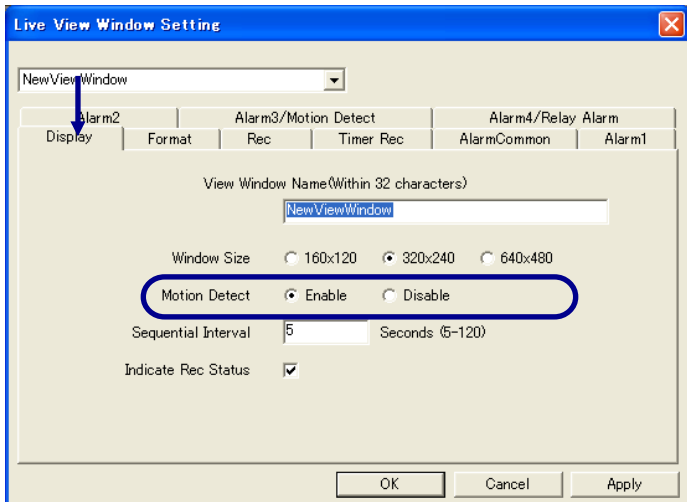 Live View Window Setting
NewViewWindow
Alarm2 Alarm3/Motion Detect Alarm4/Relay Alarm
Display Format Rec Timer Rec AlarmCommon Alarm1
View Window Name(Within 32 characters)
NewViewWindow
Window Size 160x120 320x240 640x480
Motion Detect Enable Disable
Sequential Interval 5 Seconds (5-120)
Indicate Rec Status
OK Cancel Apply